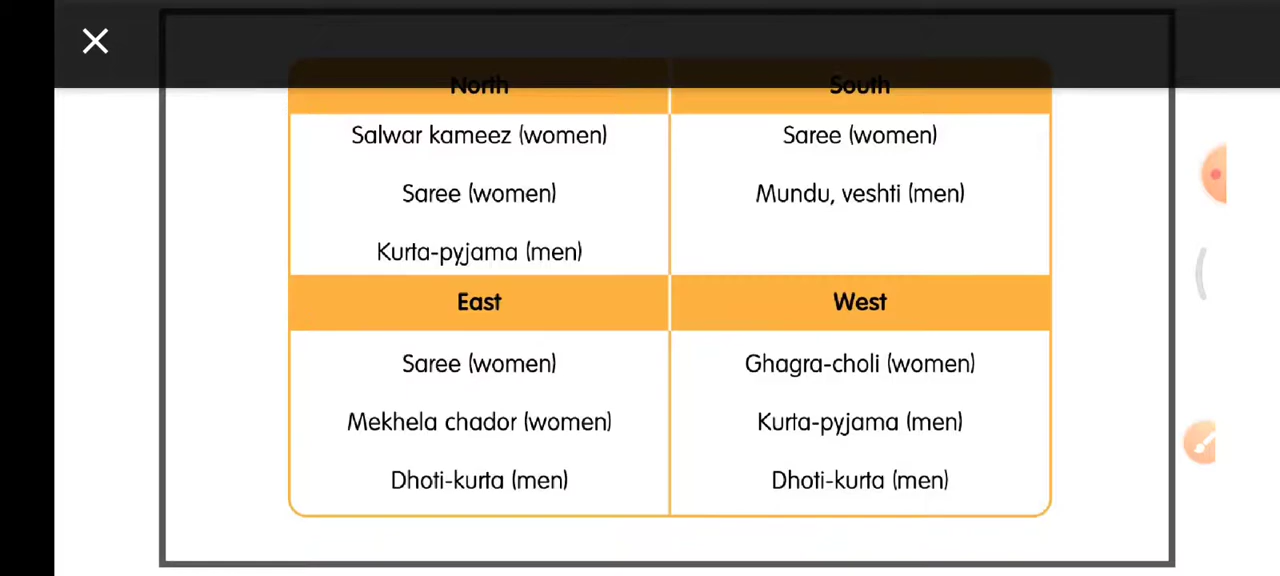 North South
Salwar kameez (women) Saree (women)
Saree (women) Mundu, veshti (men)
Kurta-pyjama (men)
East West
Saree (women) Ghagra-choli (women)
Mekhela chador (women) Kurta-pyjama (men)
Dhoti-kurta (men) Dhoti-kurta (men)